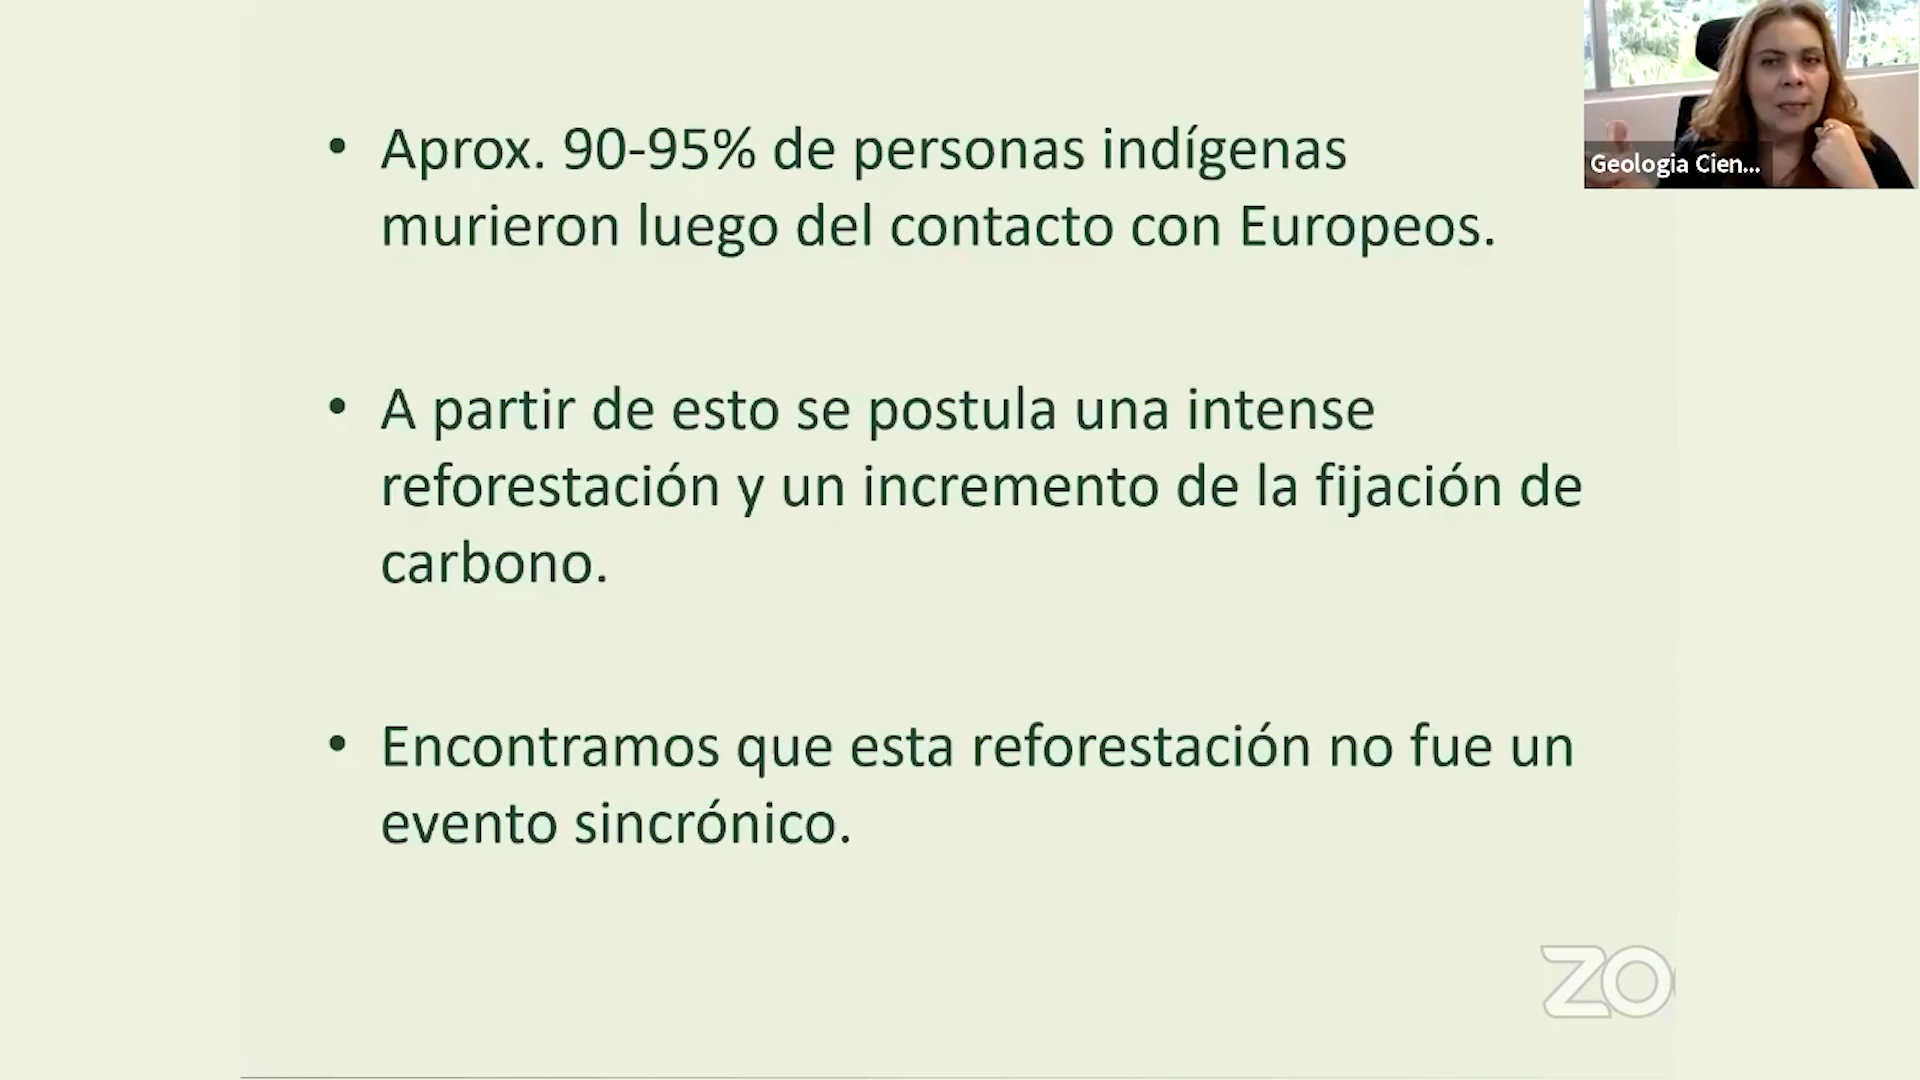 • Aprox. 90-95% de personas indígenas
murieron luego del contacto con Europeos.
• A partir de esto se postula una intense
reforestación y un incremento de la fijación de
carbono.
• Encontramos que esta reforestación no fue un
evento sincrónico.
Geologia Cien...
ZO